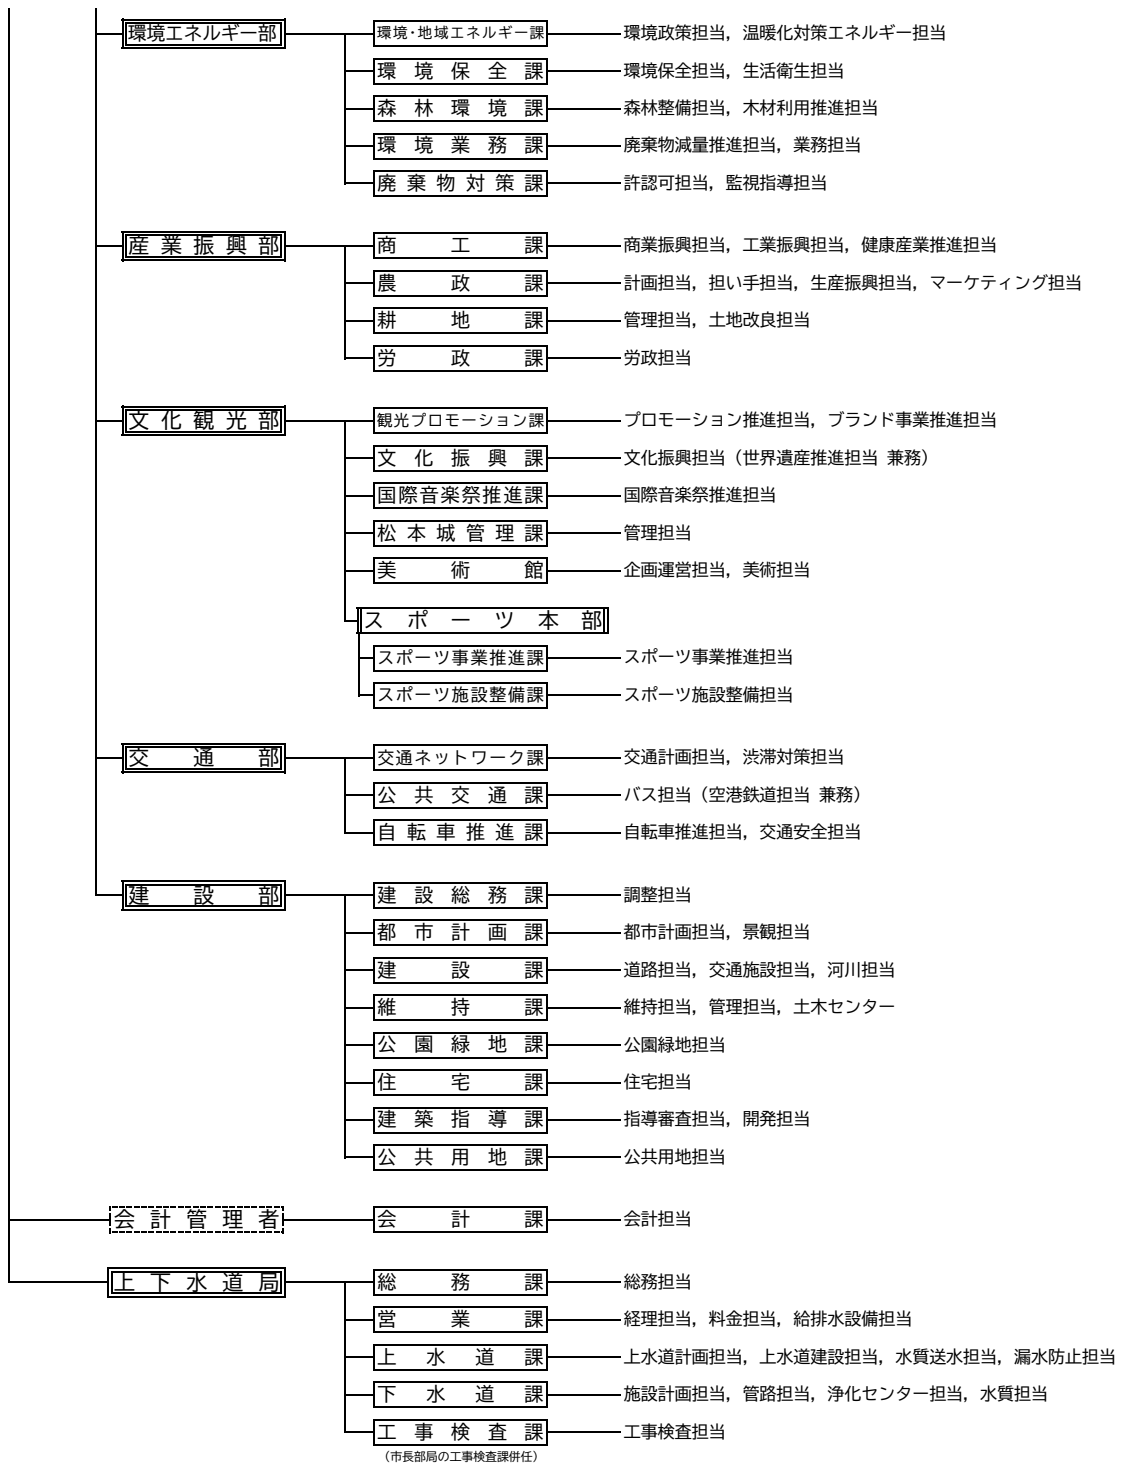 環境エネルギー部 環境・地域エネルギー課 環境政策担当，温暖化対策エネルギー担当
環境保全課 環境保全担当，生活衛生担当
森林環境課 森林整備担当，木材利用推進担当
環境業務課 廃棄物減量推進担当，業務担当
廃棄物対策課 許認可担当，監視指導担当
産業振興部 商工課 商業振興担当，工業振興担当，健康産業推進担当
農政課 計画担当，担い手担当，生産振興担当，マーケティング担当
耕地課 管理担当，土地改良担当
労政課 労政担当
文化観光部 観光プロモーション課 プロモーション推進担当，ブランド事業推進担当
文化振興課 文化振興担当（世界遺産推進担当 兼務）
国際音楽祭推進課 国際音楽祭推進担当
松本城管理課 管理担当
美術館 企画運営担当，美術担当
スポーツ本部
スポーツ事業推進課 スポーツ事業推進担当
スポーツ施設整備課 スポーツ施設整備担当
交通部 交通ネットワーク課 交通計画担当，渋滞対策担当
公共交通課 バス担当（空港鉄道担当 兼務）
自転車推進課 自転車推進担当，交通安全担当
建設部 建設総務課 調整担当
都市計画課 都市計画担当，景観担当
建設課 道路担当，交通施設担当，河川担当
維持課 維持担当，管理担当，土木センター
公園緑地課 公園緑地担当
住宅課 住宅担当
建築指導課 指導審査担当，開発担当
公共用地課 公共用地担当
会計管理者 会計課 会計担当
上下水道局 総務課 総務担当
営業課 経理担当，料金担当，給排水設備担当
上水道課 上水道計画担当，上水道建設担当，水質送水担当，漏水防止担当
下水道課 施設計画担当，管路担当，浄化センター担当，水質担当
工事検査課 工事検査担当
（市長部局の工事検査課併任）